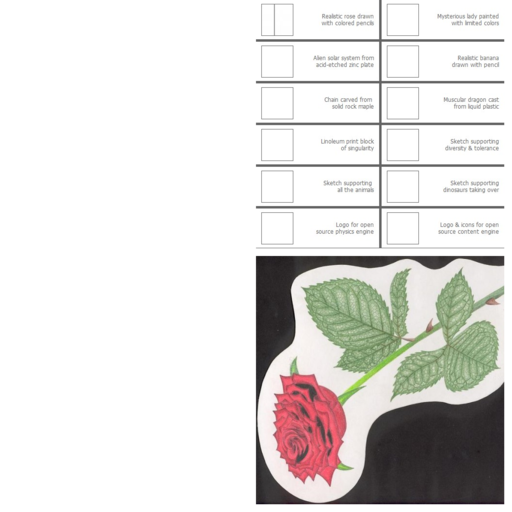 Realistic rose drawn
with colored pencils
Mysterious lady painted
with limited colors
Alien solar system from
acid-etched zinc plate
Realistic banana
drawn with pencil
Chain carved from
solid rock maple
Muscular dragon cast
from liquid plastic
Linoleum print block
of singularity
Sketch supporting
diversity & tolerance
Sketch supporting
all the animals
Sketch supporting
dinosaurs taking over
Logo for open
source physics engine
Logo & icons for open
source content engine